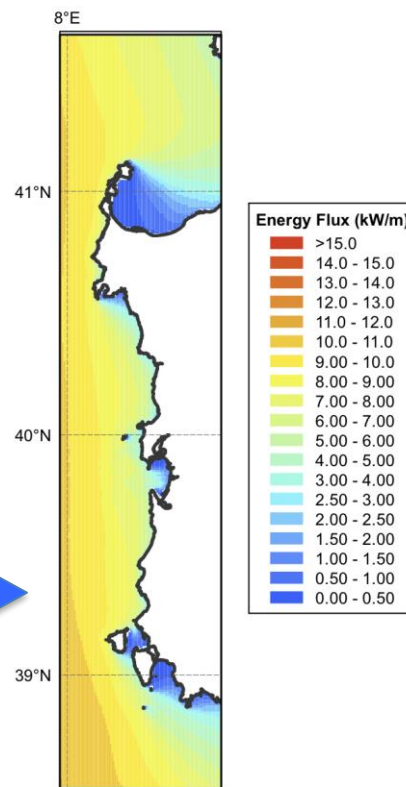 8°E
41°N
40°N
39°N
Energy Flux (kW/m)
>15.0
14.0 - 15.0
13.0 - 14.0
12.0 - 13.0
11.0 - 12.0
10.0 - 11.0
9.00 - 10.0
8.00 - 9.00
7.00 - 8.00
6.00 - 7.00
5.00 - 6.00
4.00 - 5.00
3.00 - 4.00
2.50 - 3.00
2.00 - 2.50
1.50 - 2.00
1.00 - 1.50
0.50 - 1.00
0.00 - 0.50